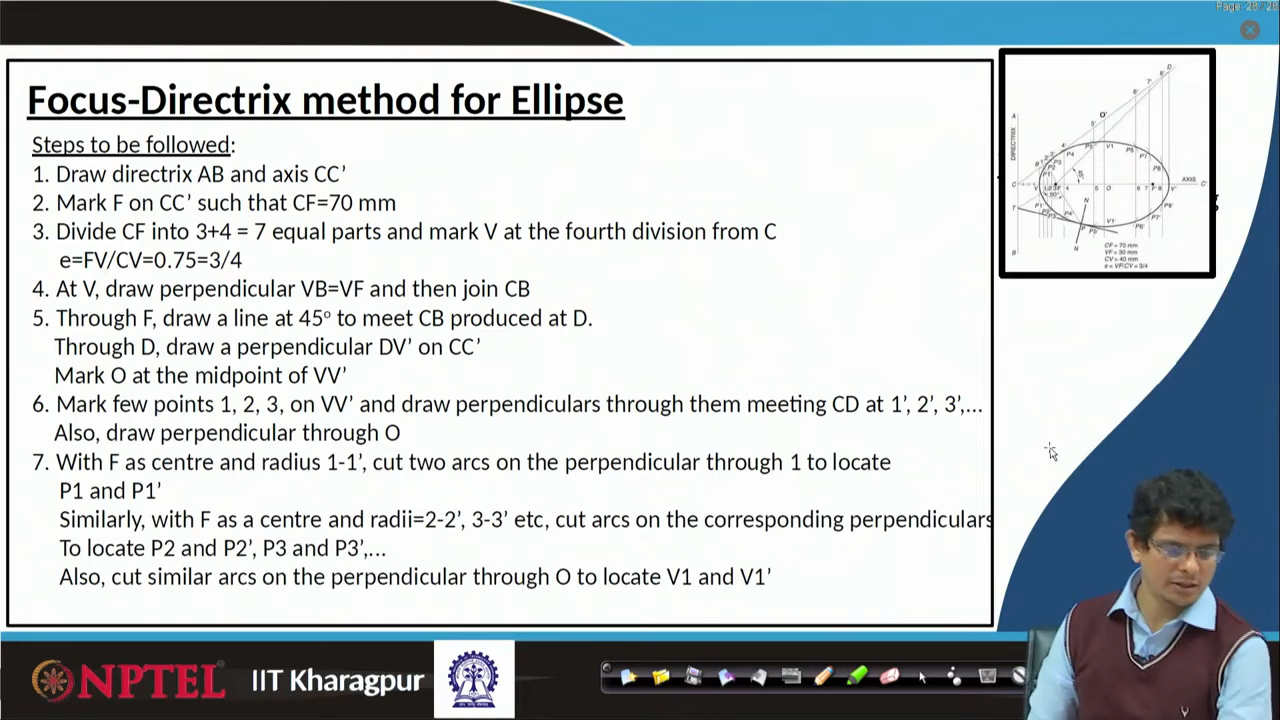 Page 28/28
Focus-Directrix method for Ellipse
Steps to be followed:
1. Draw directrix AB and axis CC’
2. Mark F on CC’ such that CF=70 mm
3. Divide CF into 3+4 = 7 equal parts and mark V at the fourth division from C
e=FV/CV=0.75=3/4
4. At V, draw perpendicular VB=VF and then join CB
5. Through F, draw a line at 45° to meet CB produced at D.
Through D, draw a perpendicular DV’ on CC’
Mark O at the midpoint of VV’
6. Mark few points 1, 2, 3, on VV’ and draw perpendiculars through them meeting CD at 1’, 2’, 3’,...
Also, draw perpendicular through O
7. With F as centre and radius 1-1’, cut two arcs on the perpendicular through 1 to locate
P1 and P1’
Similarly, with F as a centre and radii=2-2’, 3-3’ etc, cut arcs on the corresponding perpendiculars
To locate P2 and P2’, P3 and P3’,...
Also, cut similar arcs on the perpendicular through O to locate V1 and V1’
DIRECTRIX
AXIS
CF = 70 mm
VF = 30 mm
CV = 40 mm
e = VF/CV = 3/4
NPTEL
IIT Kharagpur